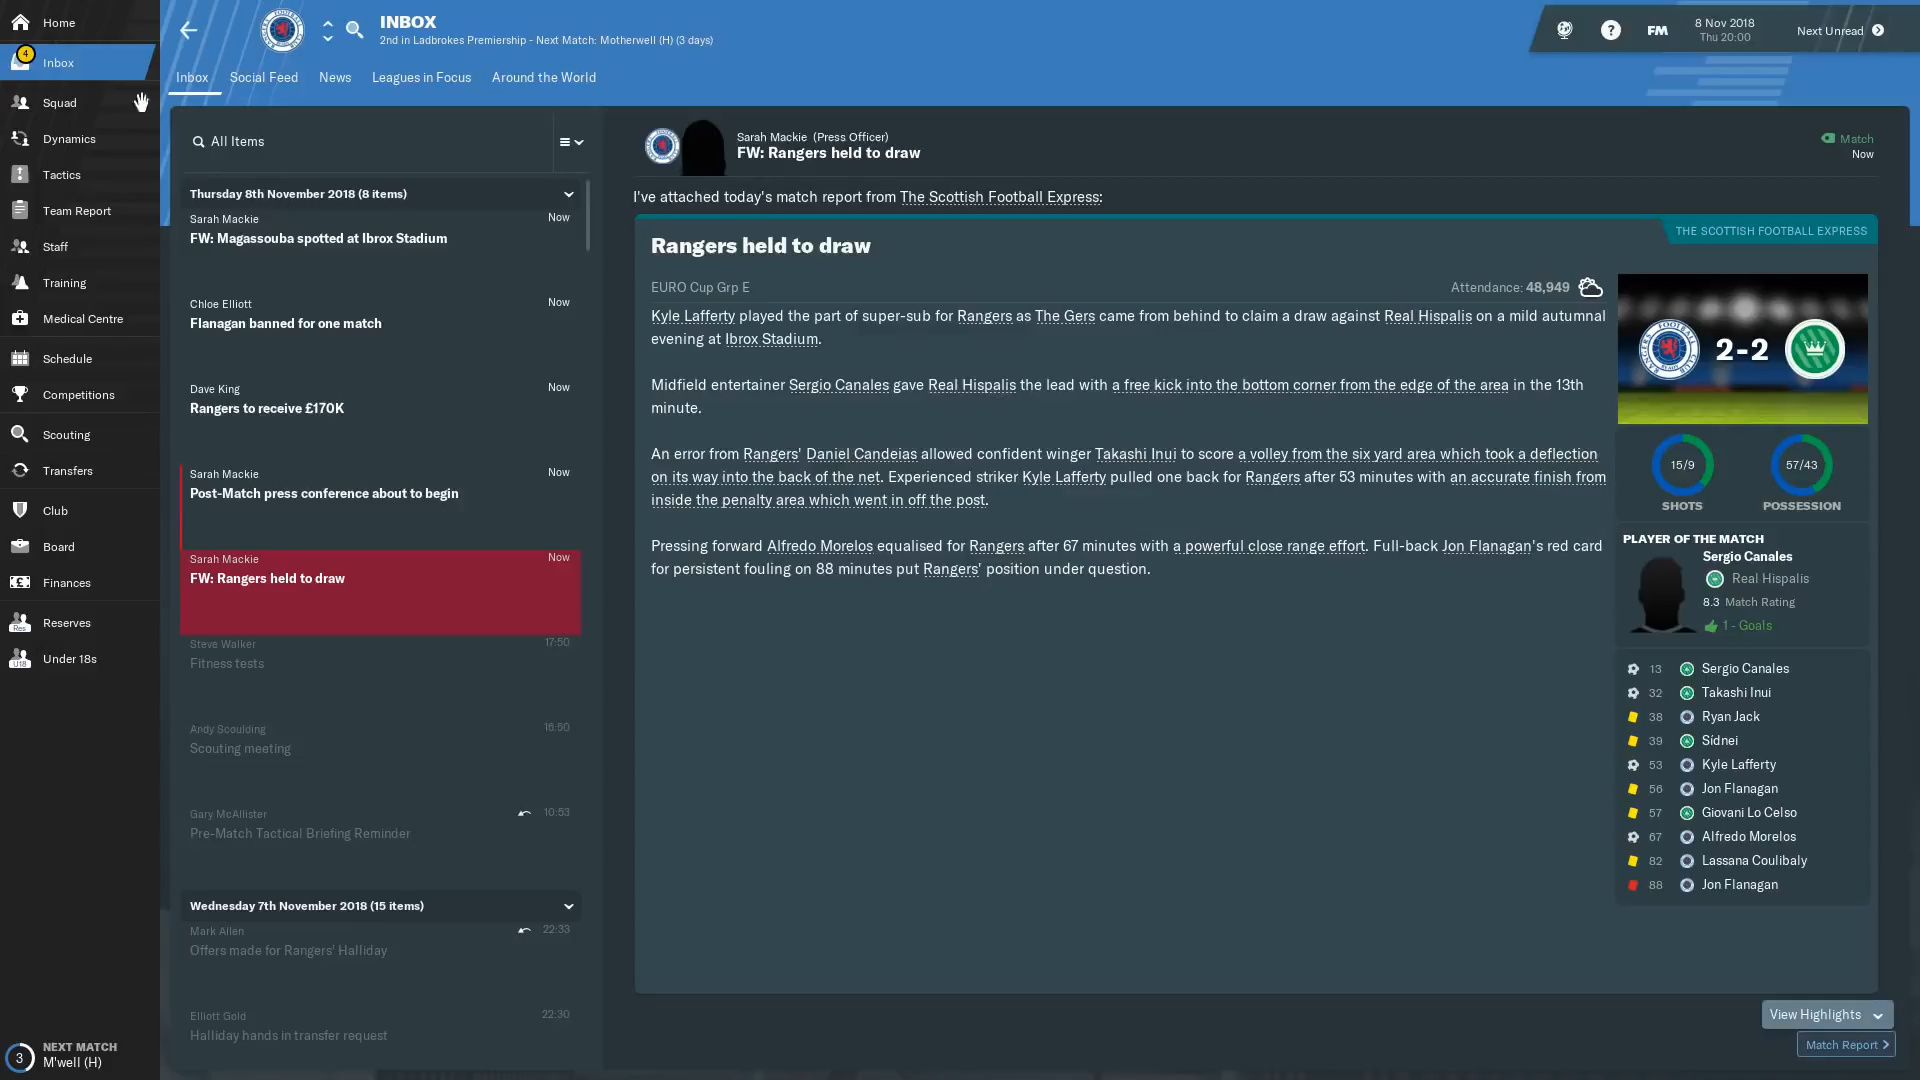 Home
4
Inbox
Squad
Dynamics
Tactics
Team Report
Staff
Training
Medical Centre
Schedule
Competitions
Scouting
Transfers
Club
Board
Finances
Res
Reserves
U18
Under 18s
3
NEXT MATCH
M'well (H)
INBOX
2nd in Ladbrokes Premiership - Next Match: Motherwell (H) (3 days)
?
FM
8 Nov 2018
Thu 20:00
Next Unread
Inbox
Social Feed
News
Leagues in Focus
Around the World
All Items
Thursday 8th November 2018 (8 items)
Sarah Mackie
Now
FW: Magassouba spotted at Ibrox Stadium
Chloe Elliott
Now
Flanagan banned for one match
Dave King
Now
Rangers to receive £170K
Sarah Mackie
Now
Post-Match press conference about to begin
Sarah Mackie
Now
FW: Rangers held to draw
Steve Walker
17:50
Fitness tests
Andy Scoulding
16:50
Scouting meeting
Gary McAllister
10:53
Pre-Match Tactical Briefing Reminder
Wednesday 7th November 2018 (15 items)
Mark Allen
22:33
Offers made for Rangers' Halliday
Elliott Gold
22:30
Halliday hands in transfer request
Sarah Mackie (Press Officer)
FW: Rangers held to draw
Match
Now
I've attached today's match report from The Scottish Football Express:
THE SCOTTISH FOOTBALL EXPRESS
Rangers held to draw
EURO Cup Grp E
Attendance: 48,949
Kyle Lafferty played the part of super-sub for Rangers as The Gers came from behind to claim a draw against Real Hispalis on a mild autumnal
evening at Ibrox Stadium.
Midfield entertainer Sergio Canales gave Real Hispalis the lead with a free kick into the bottom corner from the edge of the area in the 13th
minute.
An error from Rangers' Daniel Candeias allowed confident winger Takashi Inui to score a volley from the six yard area which took a deflection
on its way into the back of the net. Experienced striker Kyle Lafferty pulled one back for Rangers after 53 minutes with an accurate finish from
inside the penalty area which went in off the post.
Pressing forward Alfredo Morelos equalised for Rangers after 67 minutes with a powerful close range effort. Full-back Jon Flanagan's red card
for persistent fouling on 88 minutes put Rangers' position under question.
2-2
15/9
SHOTS
57/43
POSSESSION
PLAYER OF THE MATCH
Sergio Canales
Real Hispalis
8.3 Match Rating
1 - Goals
13 Sergio Canales
32 Takashi Inui
38 Ryan Jack
39 Sídnei
53 Kyle Lafferty
56 Jon Flanagan
57 Giovani Lo Celso
67 Alfredo Morelos
82 Lassana Coulibaly
88 Jon Flanagan
View Highlights
Match Report